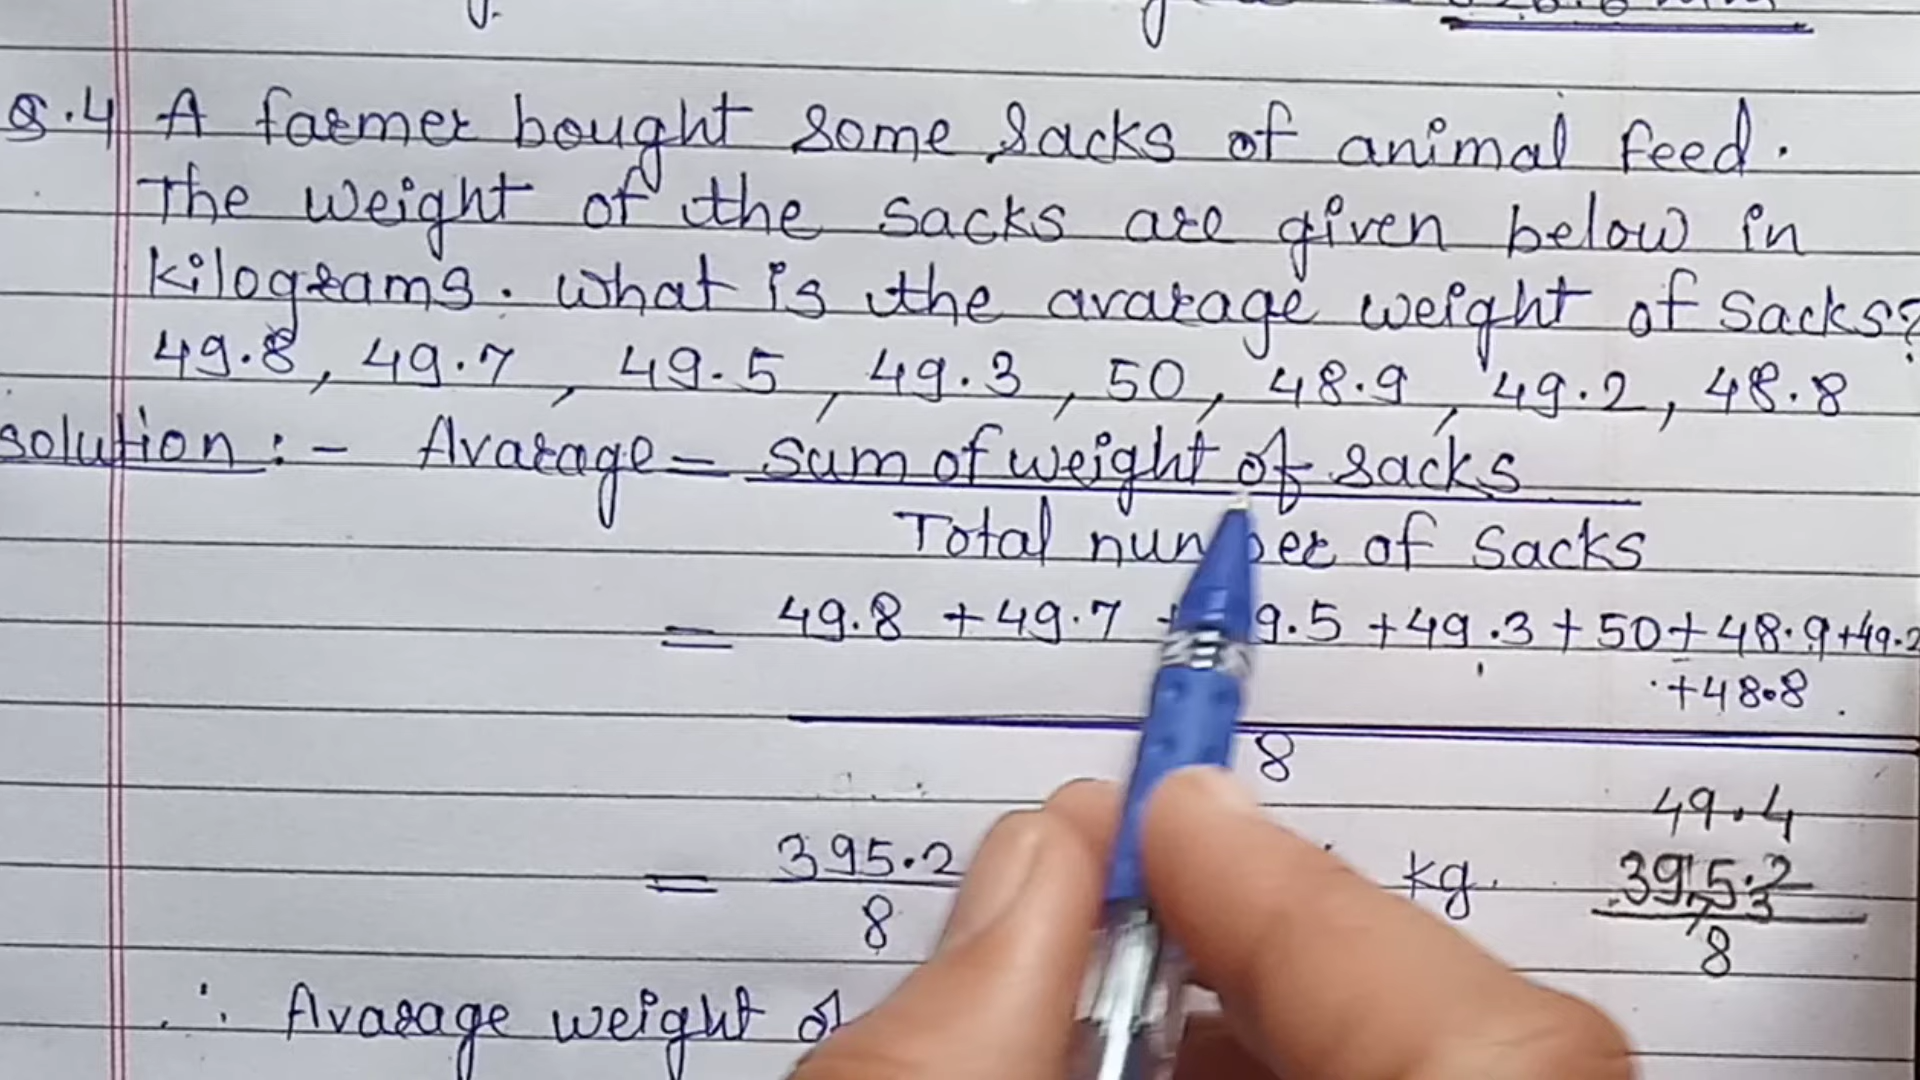 Q.4 A farmer bought some sacks of animal feed.
The weight of the sacks are given below in
kilograms. what is the avarage weight of sacks?
49.8, 49.7, 49.5, 49.3, 50, 48.9, 49.2, 48.8
Solution :- Avarage = Sum of weight of sacks
Total number of Sacks
= 49.8 + 49.7 + 9.5 + 49.3 + 50 + 48.9 + 49.2
+ 48.8
8
49.4
= 395.2 kg. 395.2
8 8
∴ Avarage weight of